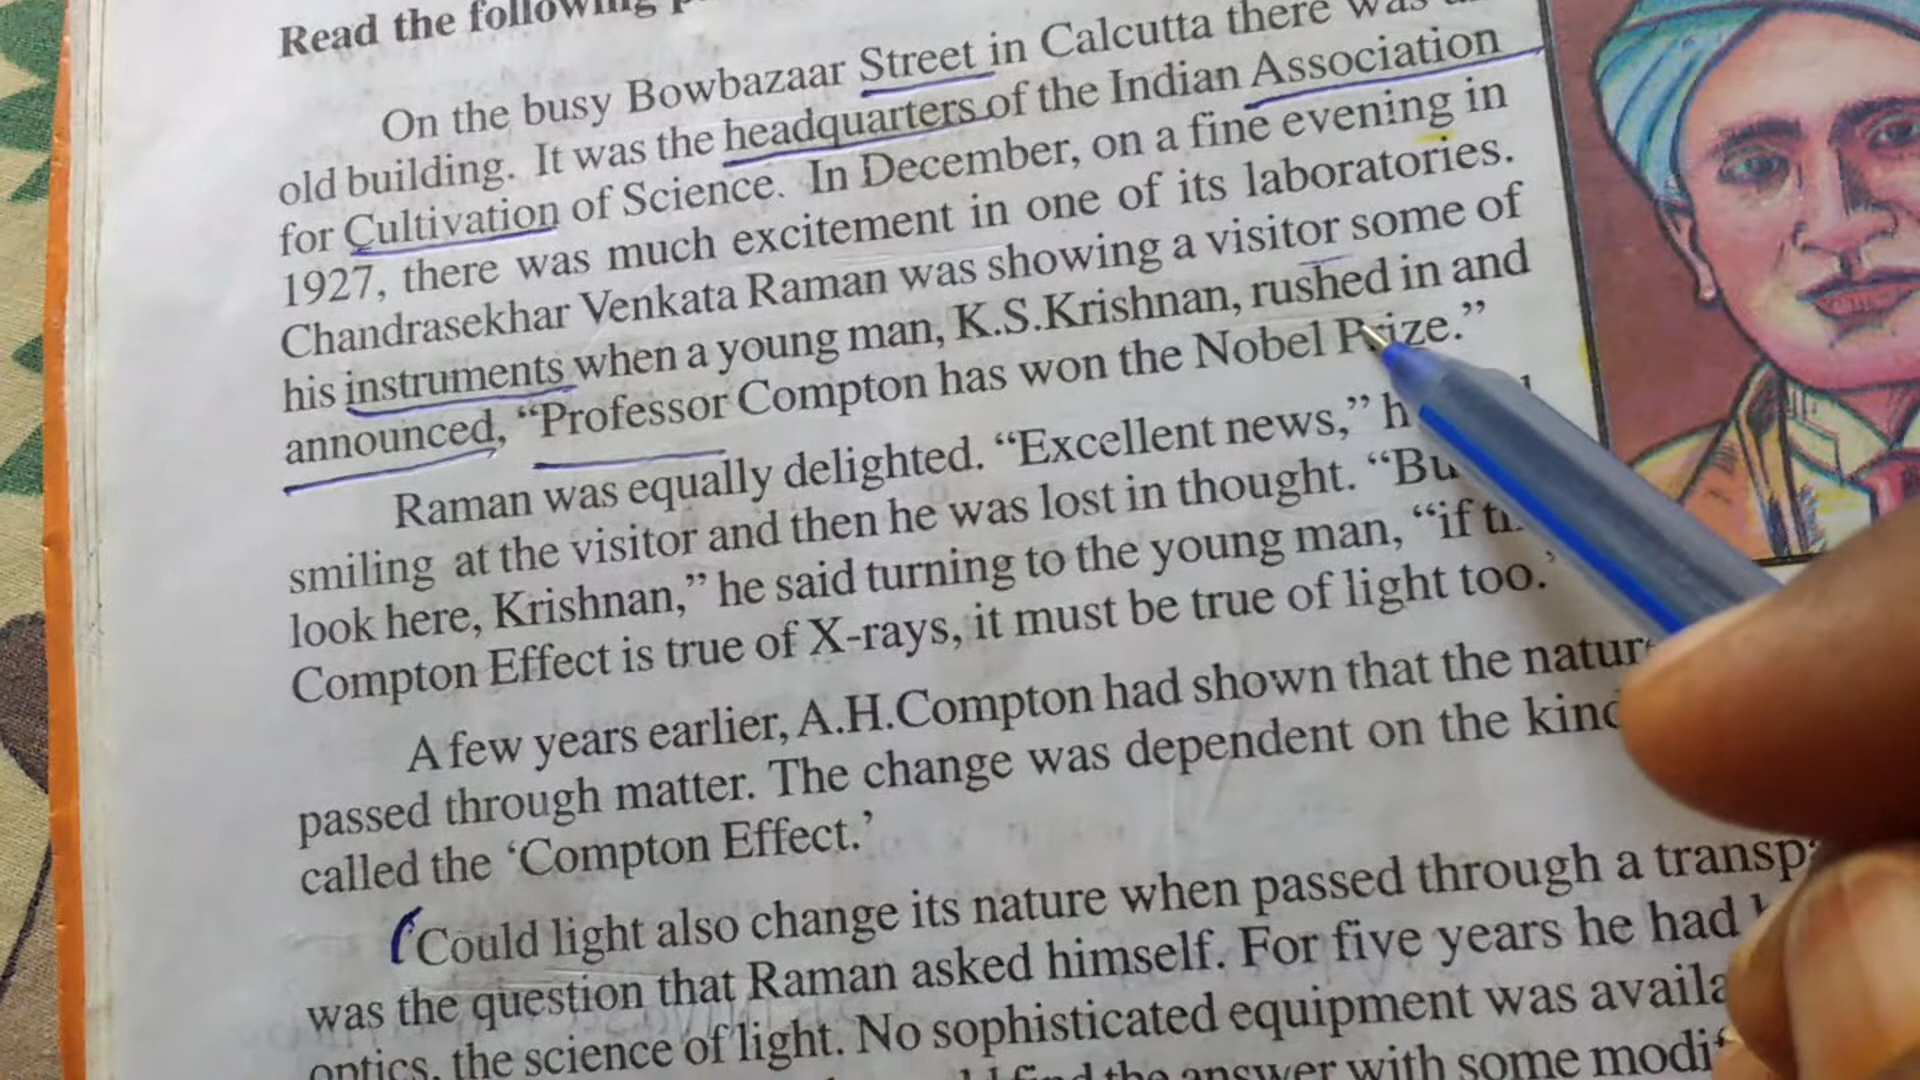 Read the following
On the busy Bowbazaar Street in Calcutta there was
old building. It was the headquarters of the Indian Association
for Cultivation of Science. In December, on a fine evening in
1927, there was much excitement in one of its laboratories.
Chandrasekhar Venkata Raman was showing a visitor some of
his instruments when a young man, K.S.Krishnan, rushed in and
announced, “Professor Compton has won the Nobel Prize.”
Raman was equally delighted. “Excellent news,”
smiling at the visitor and then he was lost in thought.
look here, Krishnan,” he said turning to the young man, “if
Compton Effect is true of X-rays, it must be true of light too.’
A few years earlier, A.H.Compton had shown that the
passed through matter. The change was dependent on the
called the ‘Compton Effect.’
Could light also change its nature when passed through a
was the question that Raman asked himself. For five years he had
optics, the science of light. No sophisticated equipment was
find the answer with some